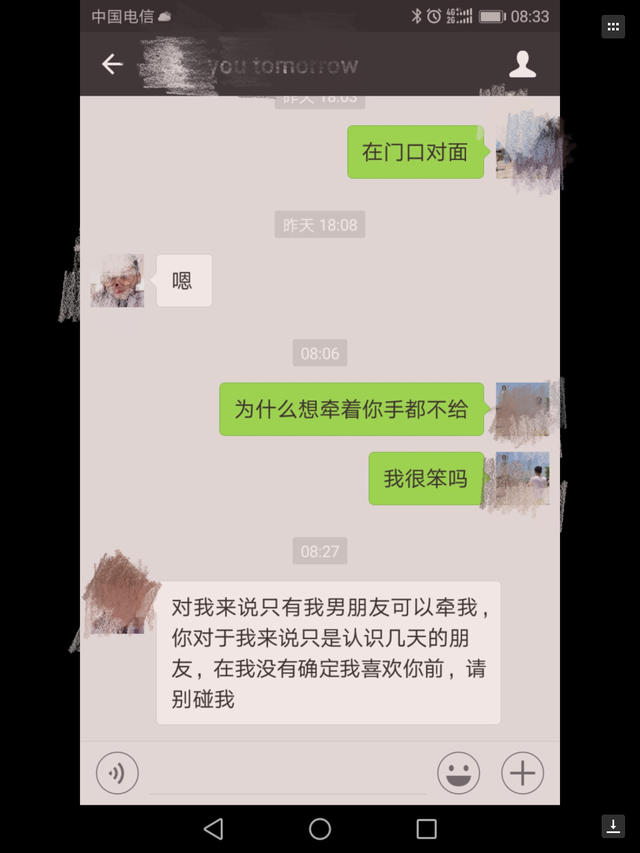 中国电信
4G
2G
08:33
you tomorrow
昨天 18:03
在门口对面
昨天 18:08
嗯
08:06
为什么想牵着你手都不给
我很笨吗
08:27
对我来说只有我男朋友可以牵我，
你对于我来说只是认识几天的朋
友，在我没有确定我喜欢你前，请
别碰我